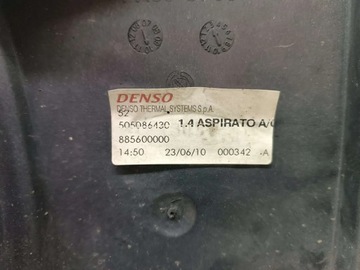 DENSO
DENSO THERMAL SYSTEMS S.p.A.
52
505086430 1.4 ASPIRATO A/C
885600000
14:50 23/06/10 000342 .A